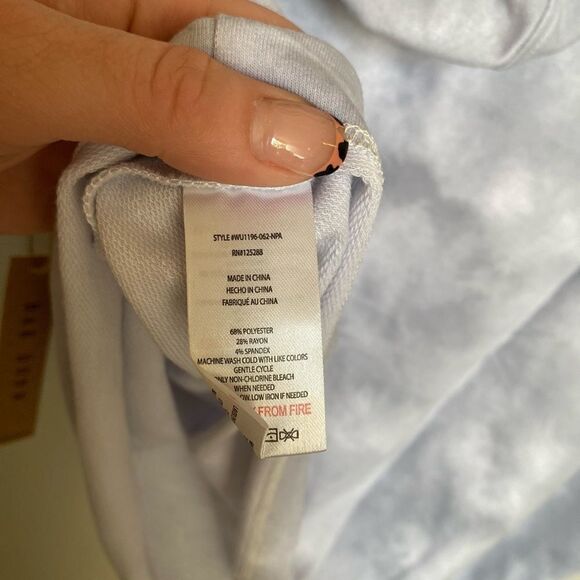 STYLE #WU1196-062-NPA
RN#125288
MADE IN CHINA
HECHO IN CHINA
FABRIQUÉ AU CHINA
68% POLYESTER
28% RAYON
4% SPANDEX
MACHINE WASH COLD WITH LIKE COLORS
GENTLE CYCLE
ONLY NON-CHLORINE BLEACH
WHEN NEEDED
LOW IRON IF NEEDED
FROM FIRE